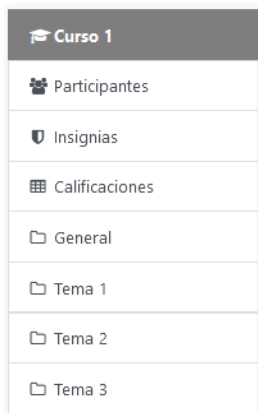 Curso 1
Participantes
Insignias
Calificaciones
General
Tema 1
Tema 2
Tema 3